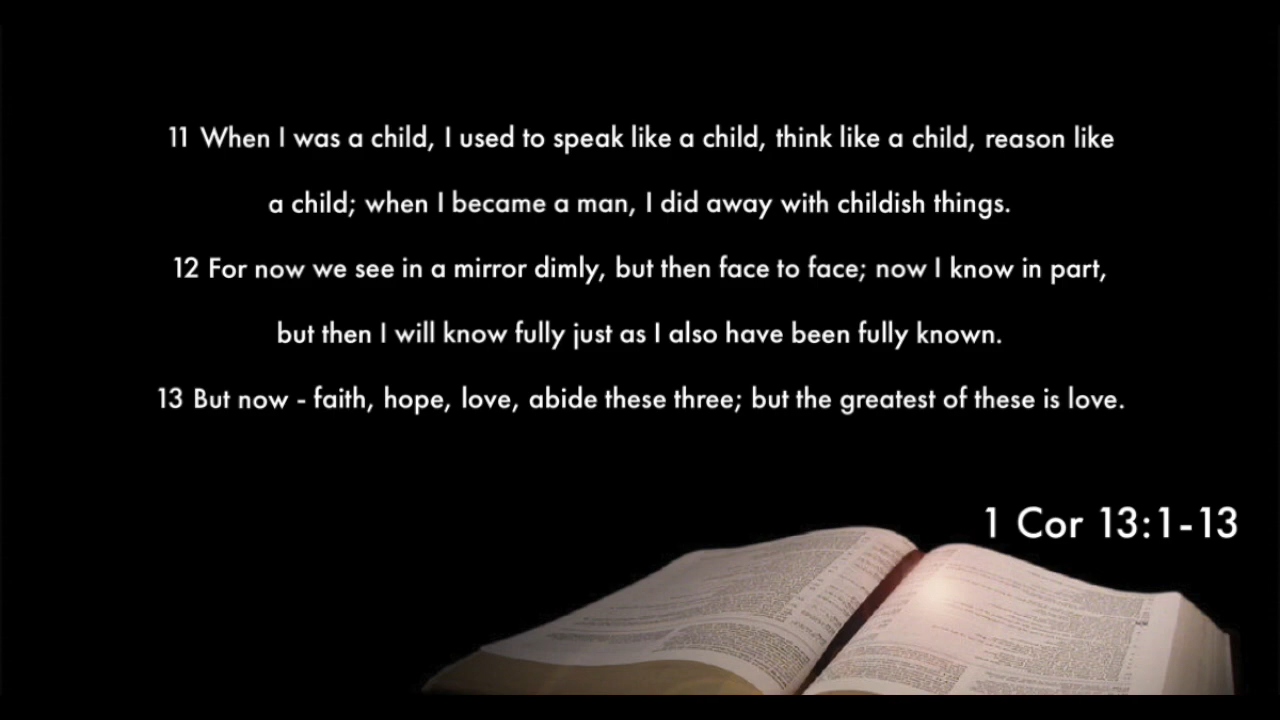 11 When I was a child, I used to speak like a child, think like a child, reason like
a child; when I became a man, I did away with childish things.
12 For now we see in a mirror dimly, but then face to face; now I know in part,
but then I will know fully just as I also have been fully known.
13 But now - faith, hope, love, abide these three; but the greatest of these is love.
1 Cor 13:1-13